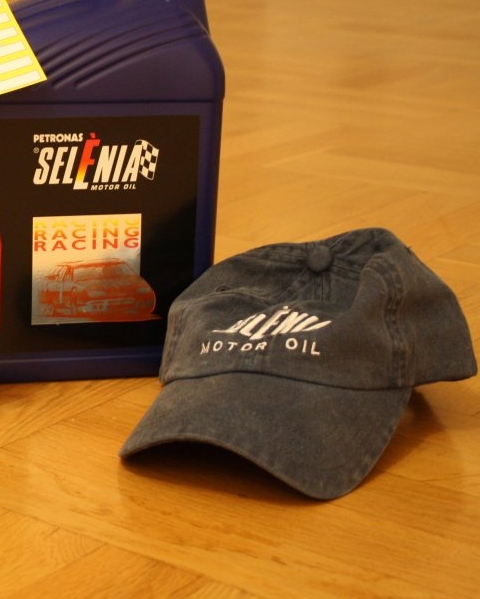 PETRONAS
® SELÈNIA
MOTOR OIL
RACING
RACING
RACING
SELÈNIA
MOTOR OIL